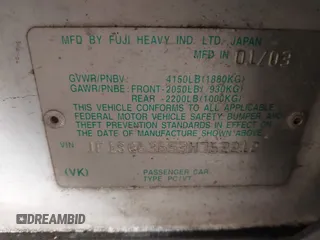 MFD BY FUJI HEAVY IND. LTD. JAPAN
MFD IN 01/03
GVWR/PNBV: 4150LB(1880KG)
GAWR/PNBE: FRONT-2050LB( 930KG)
REAR -2200LB(1000KG)
THIS VEHICLE CONFORMS TO ALL APPLICABLE
FEDERAL MOTOR VEHICLE SAFETY BUMPER AND
THEFT PREVENTION STANDARDS IN EFFECT ON
THE DATE OF MANUFACTURE SHOWN ABOVE.
VIN
(VK) PASSENGER CAR.
TYPE PC(VT.
DREAMBID
dreambid.com